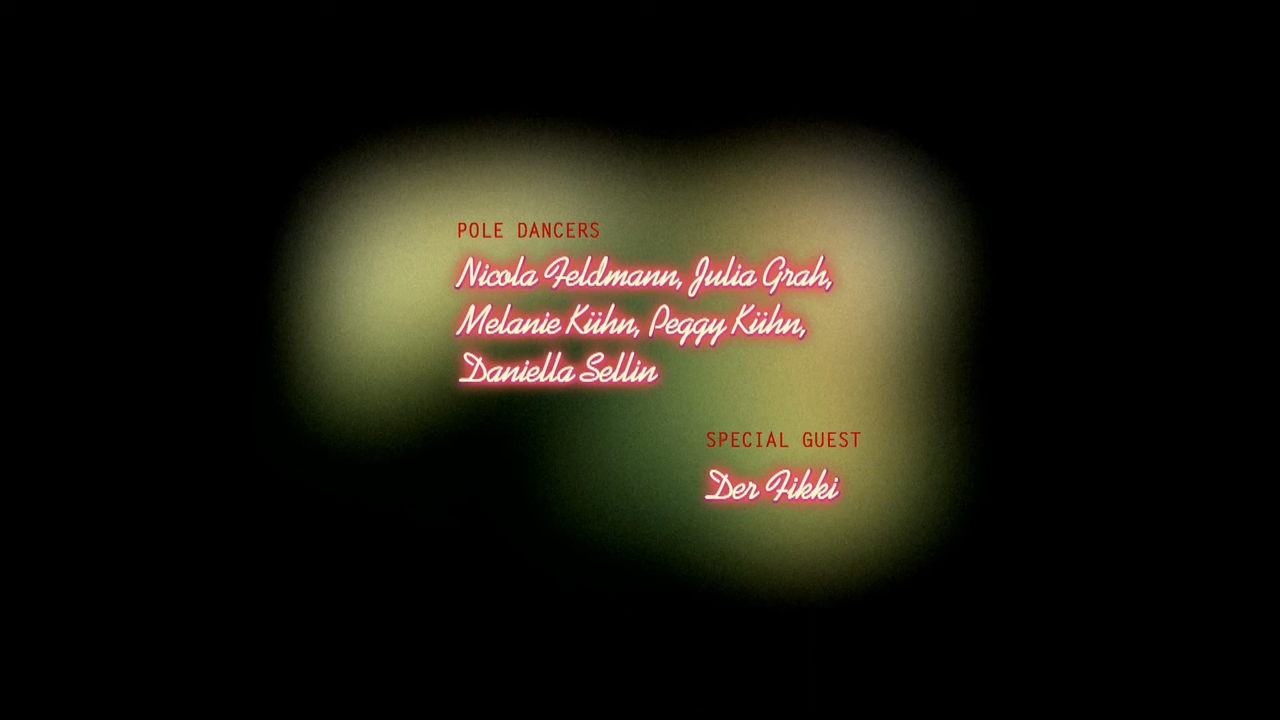 POLE DANCERS
Nicola Feldmann, Julia Grah,
Melanie Kühn, Peggy Kühn,
Daniella Sellin
SPECIAL GUEST
Der Fikki